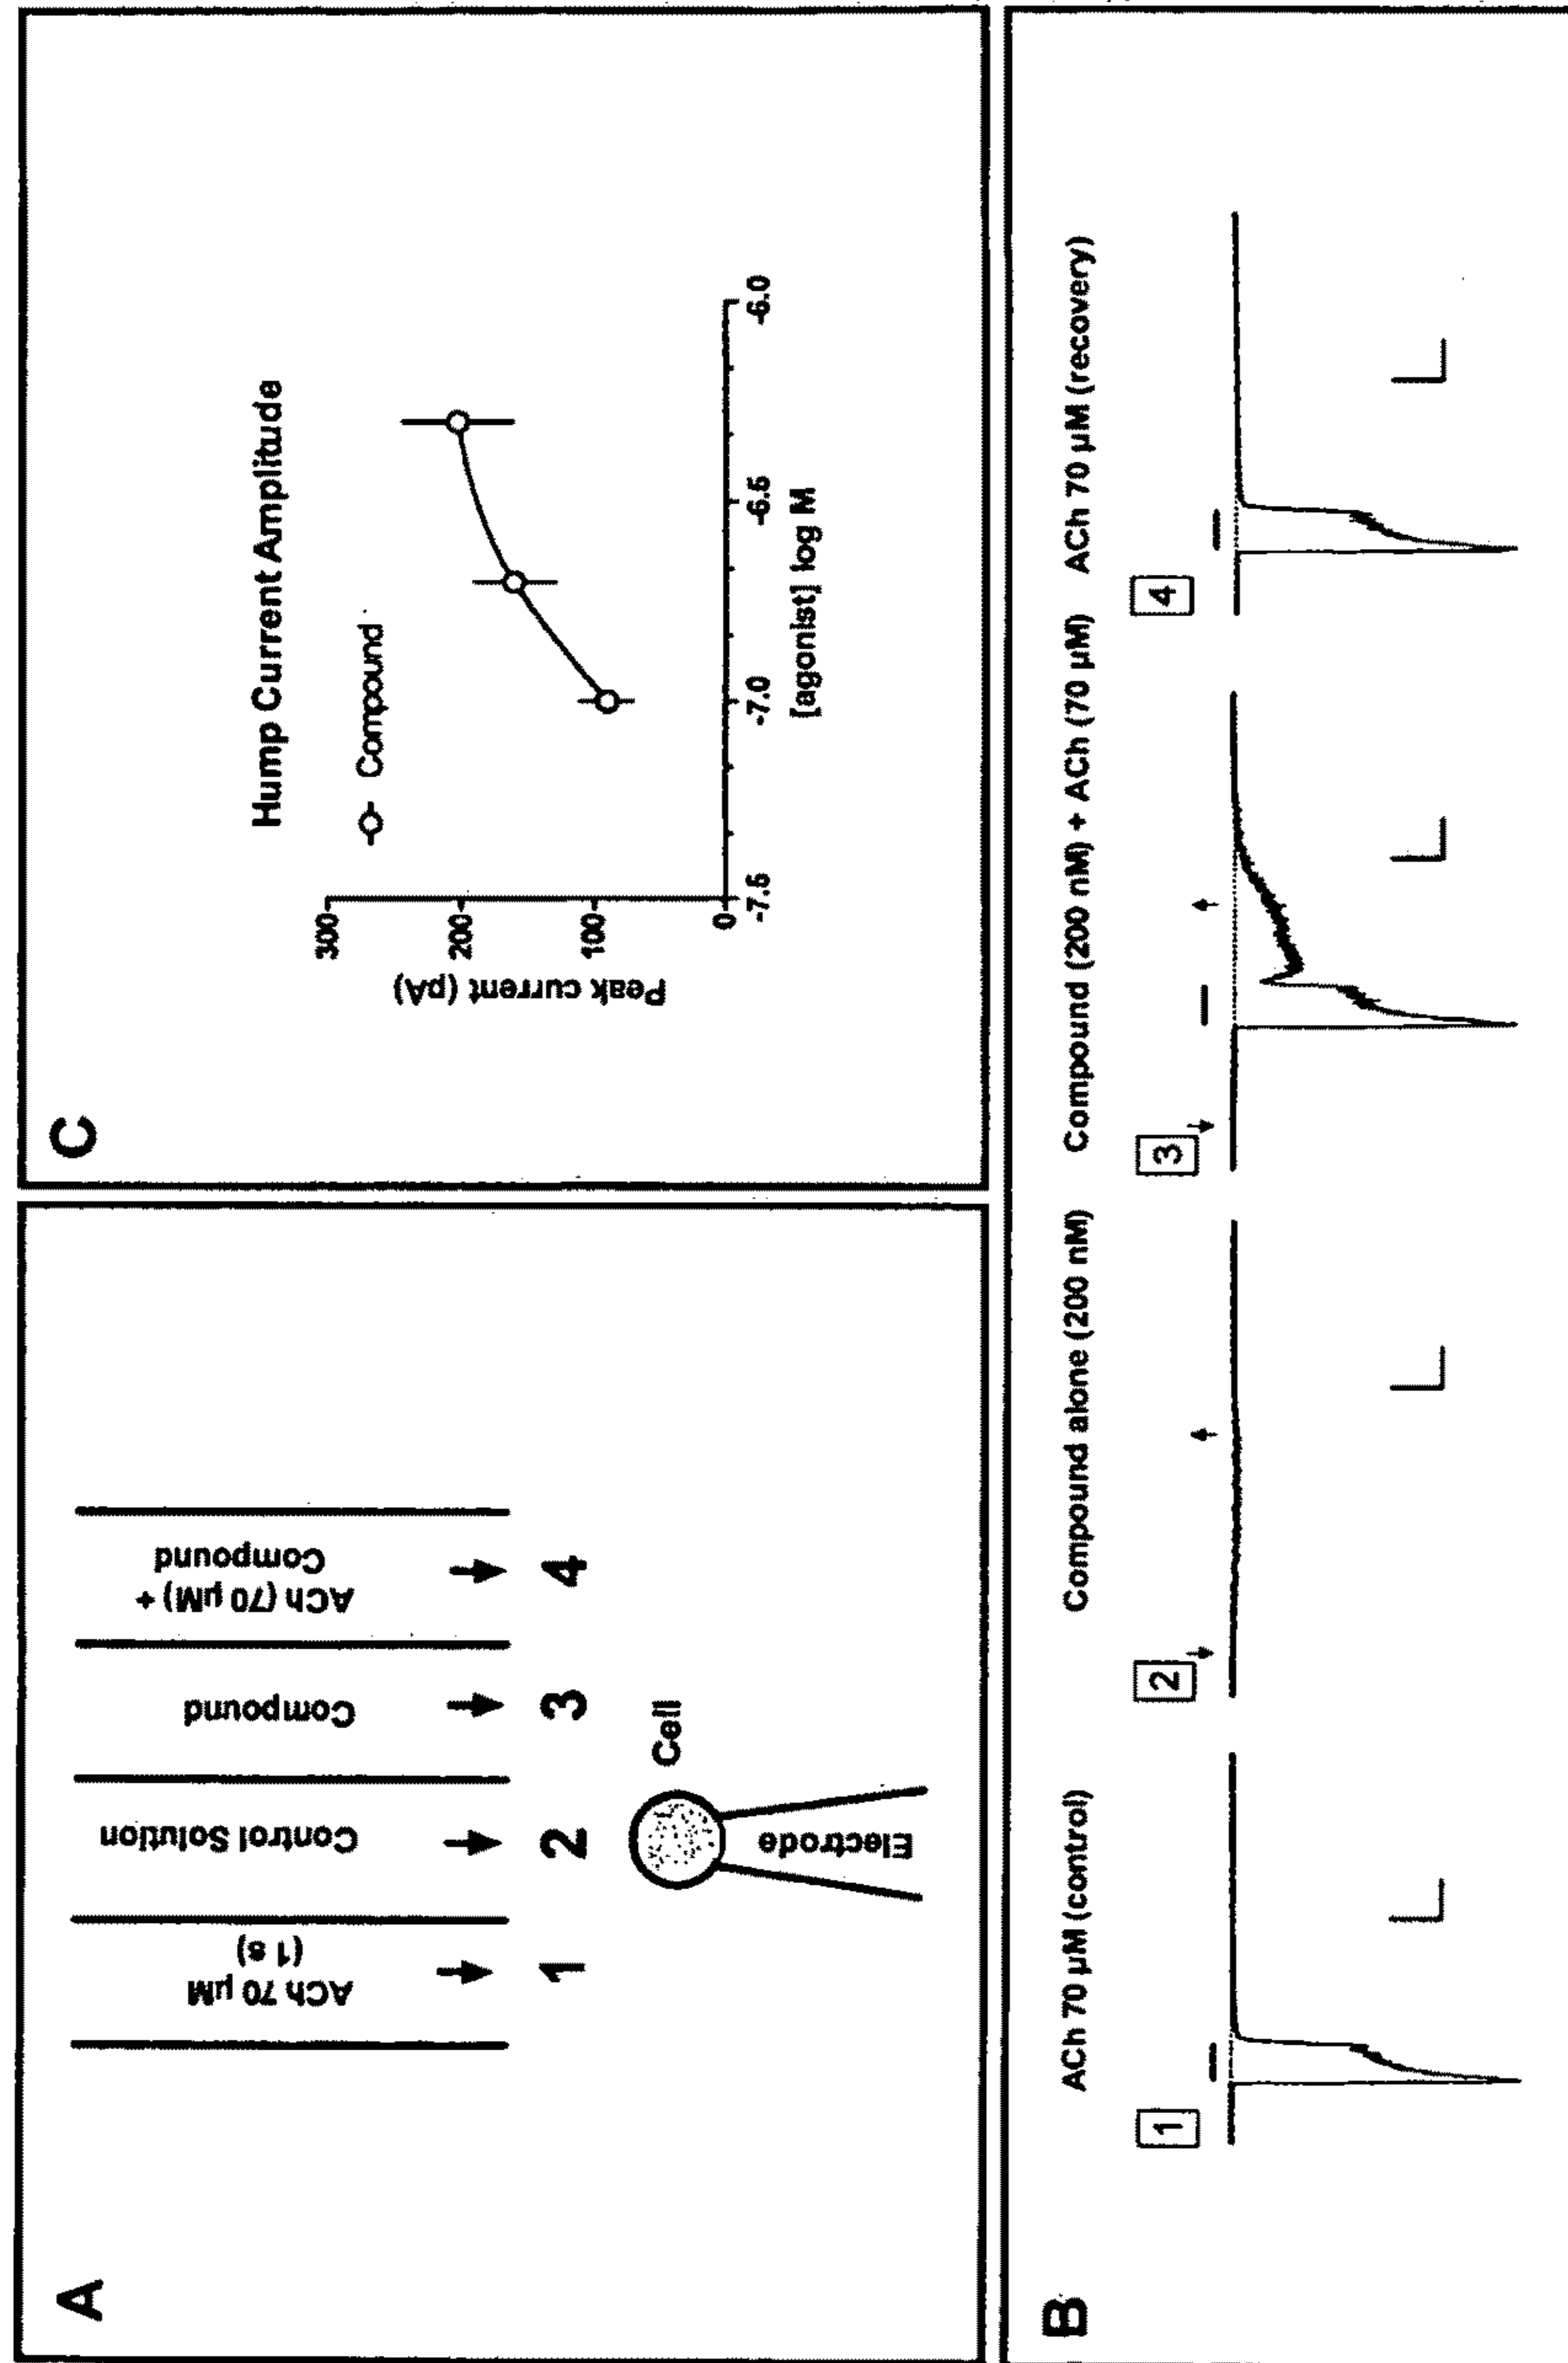 A
ACh 70 µM
(1 s)
Control Solution
Compound
ACh (70 µM) +
Compound
1
2
3
4
Cell
Electrode
C
Hump Current Amplitude
Compound
Peak current (pA)
300
200
100
0
-7.5
-7.0
-6.5
-6.0
[agonist] log M
B
ACh 70 µM (control)
Compound alone (200 nM)
Compound (200 nM) + ACh (70 µM)
ACh 70 µM (recovery)
1
2
3
4